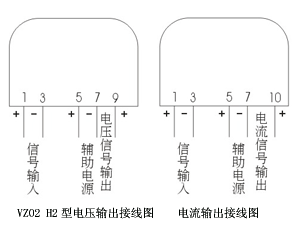 1 3 5 7 9
+ - + - +
信号输入
辅助电源
电压信号输出
VZ02 H2 型电压输出接线图
1 3 5 7 10
+ - + - +
信号输入
辅助电源
电流信号输出
电流输出接线图